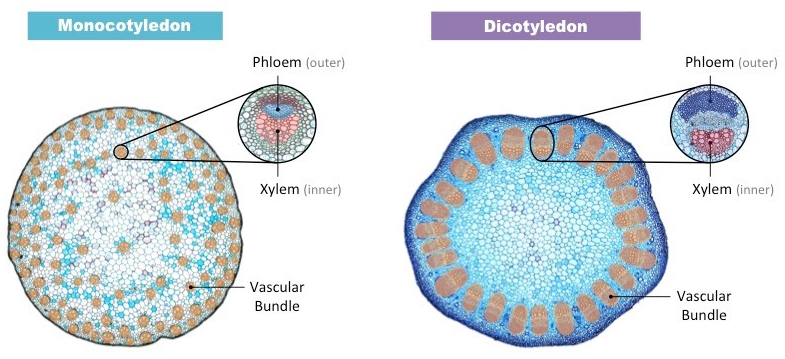 Monocotyledon
Phloem (outer)
Xylem (inner)
Vascular
Bundle
Dicotyledon
Phloem (outer)
Xylem (inner)
Vascular
Bundle